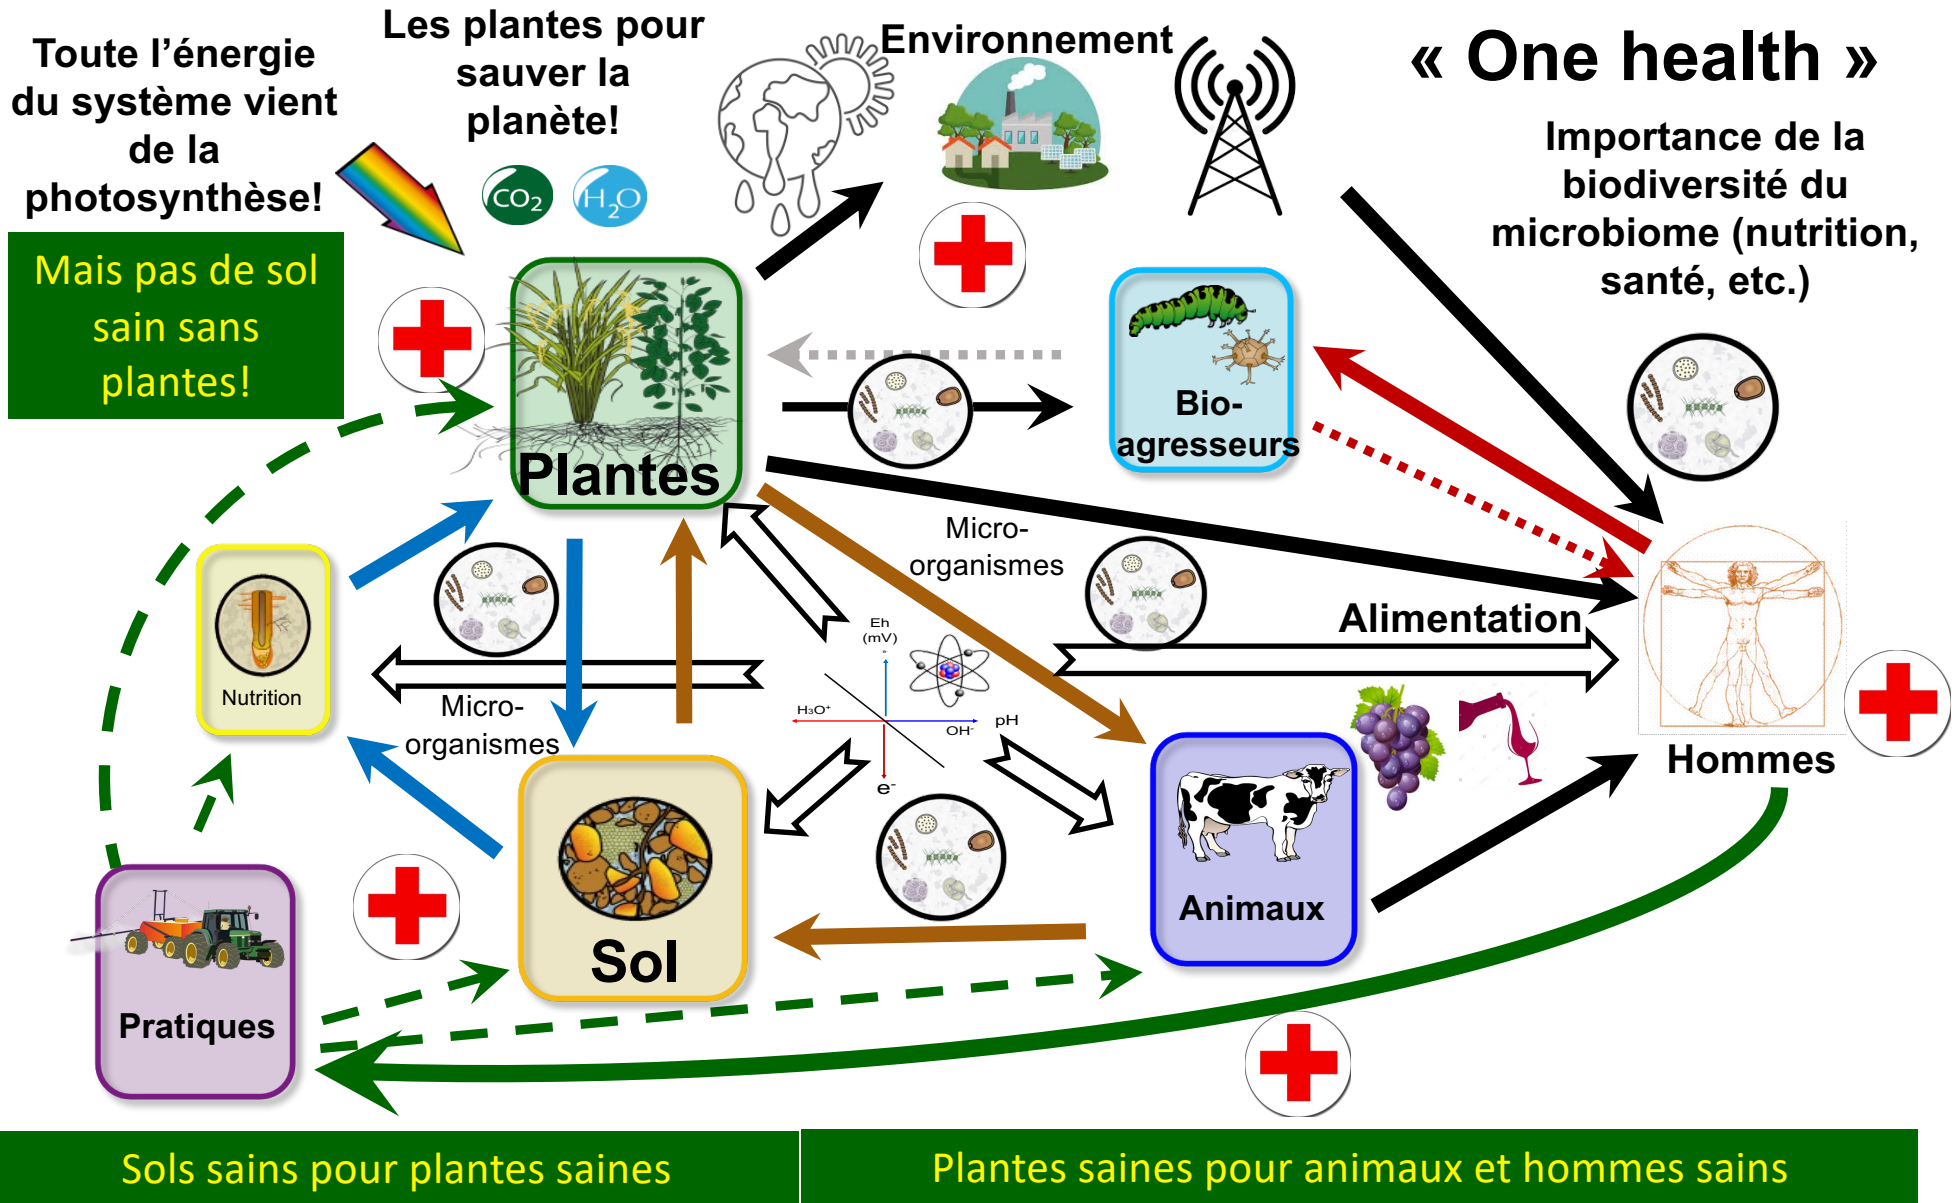 Toute l'énergie
du système vient
de la
photosynthèse!
Mais pas de sol
sain sans
plantes!
Les plantes pour
sauver la
planète!
CO2
H2O
Environnement
« One health »
Importance de la
biodiversité du
microbiome (nutrition,
santé, etc.)
Plantes
Bio-
agresseurs
Micro-
organismes
Alimentation
Nutrition
Micro-
organismes
Eh
(mV)
H3O+
pH
OH-
e-
Hommes
Sol
Animaux
Pratiques
Sols sains pour plantes saines
Plantes saines pour animaux et hommes sains